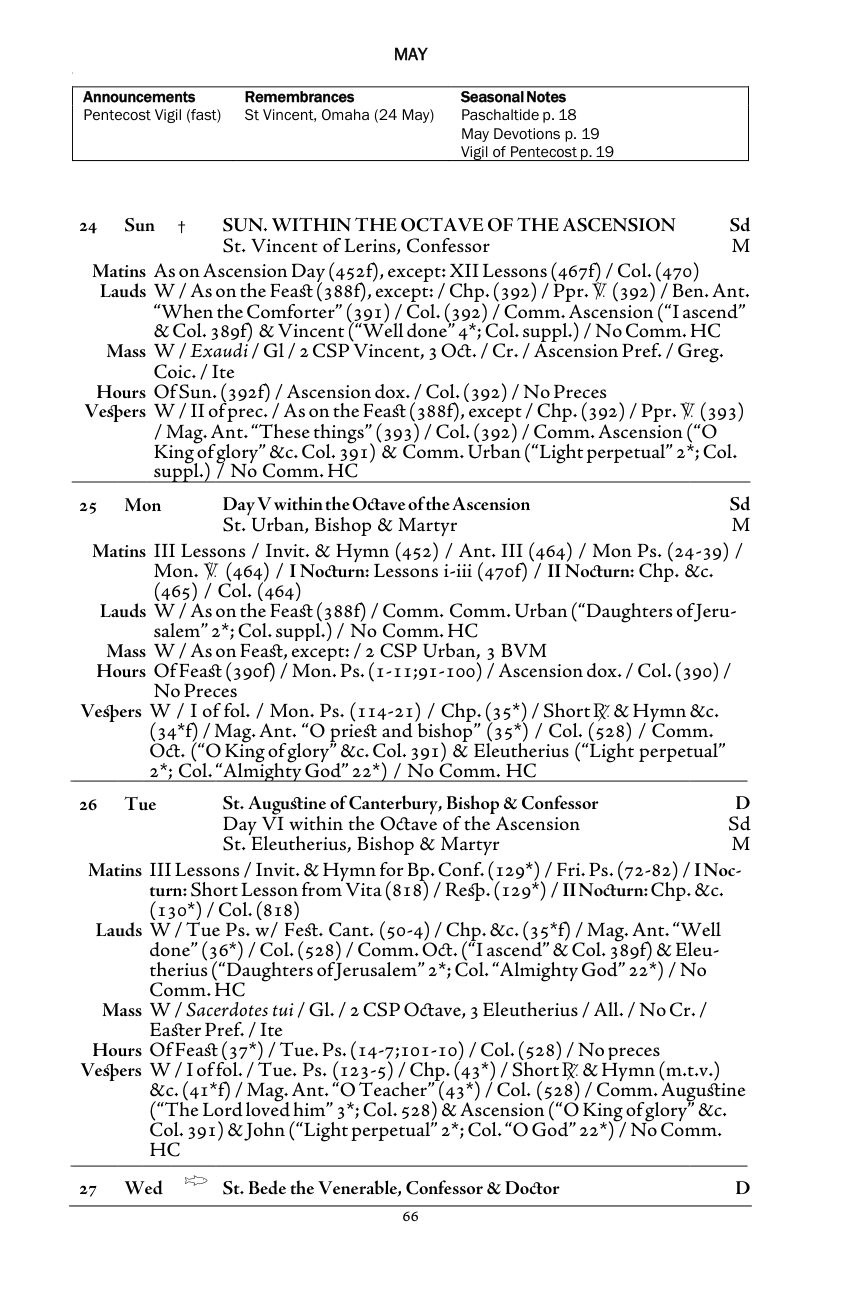 MAY
Announcements Remembrances Seasonal Notes
Pentecost Vigil (fast) St Vincent, Omaha (24 May) Paschaltide p. 18
May Devotions p. 19
Vigil of Pentecost p. 19
24 Sun † SUN. WITHIN THE OCTAVE OF THE ASCENSION Sd
St. Vincent of Lerins, Confessor M
Matins As on Ascension Day (452f), except: XII Lessons (467f) / Col. (470)
Lauds W / As on the Feast (388f), except: / Chp. (392) / Ppr. ℣. (392) / Ben. Ant.
“When the Comforter” (391) / Col. (392) / Comm. Ascension (“I ascend”
& Col. 389f) & Vincent (“Well done” 4*; Col. suppl.) / No Comm. HC
Mass W / Exaudi / Gl / 2 CSP Vincent, 3 Oct. / Cr. / Ascension Pref. / Greg.
Coic. / Ite
Hours Of Sun. (392f) / Ascension dox. / Col. (392) / No Preces
Vespers W / II of prec. / As on the Feast (388f), except / Chp. (392) / Ppr. ℣. (393)
/ Mag. Ant. “These things” (393) / Col. (392) / Comm. Ascension (“O
King of glory” &c. Col. 391) & Comm. Urban (“Light perpetual” 2*; Col.
suppl.) / No Comm. HC
25 Mon Day V within the Octave of the Ascension Sd
St. Urban, Bishop & Martyr M
Matins III Lessons / Invit. & Hymn (452) / Ant. III (464) / Mon Ps. (24-39) /
Mon. ℣. (464) / I Nocturn: Lessons i-iii (470f) / II Nocturn: Chp. &c.
(465) / Col. (464)
Lauds W / As on the Feast (388f) / Comm. Comm. Urban (“Daughters of Jeru-
salem” 2*; Col. suppl.) / No Comm. HC
Mass W / As on Feast, except: / 2 CSP Urban, 3 BVM
Hours Of Feast (390f) / Mon. Ps. (1-11;91-100) / Ascension dox. / Col. (390) /
No Preces
Vespers W / I of fol. / Mon. Ps. (114-21) / Chp. (35*) / Short ℟. & Hymn &c.
(34*f) / Mag. Ant. “O priest and bishop” (35*) / Col. (528) / Comm.
Oct. (“O King of glory” &c. Col. 391) & Eleutherius (“Light perpetual”
2*; Col. “Almighty God” 22*) / No Comm. HC
26 Tue St. Augustine of Canterbury, Bishop & Confessor D
Day VI within the Octave of the Ascension Sd
St. Eleutherius, Bishop & Martyr M
Matins III Lessons / Invit. & Hymn for Bp. Conf. (129*) / Fri. Ps. (72-82) / I Noc-
turn: Short Lesson from Vita (818) / Resp. (129*) / II Nocturn: Chp. &c.
(130*) / Col. (818)
Lauds W / Tue Ps. w/ Fest. Cant. (50-4) / Chp. &c. (35*f) / Mag. Ant. “Well
done” (36*) / Col. (528) / Comm. Oct. (“I ascend” & Col. 389f) & Eleu-
therius (“Daughters of Jerusalem” 2*; Col. “Almighty God” 22*) / No
Comm. HC
Mass W / Sacerdotes tui / Gl. / 2 CSP Octave, 3 Eleutherius / All. / No Cr. /
Easter Pref. / Ite
Hours Of Feast (37*) / Tue. Ps. (14-7;101-10) / Col. (528) / No preces
Vespers W / I of fol. / Tue. Ps. (123-5) / Chp. (43*) / Short ℟. & Hymn (m.t.v.)
&c. (41*f) / Mag. Ant. “O Teacher” (43*) / Col. (528) / Comm. Augustine
(“The Lord loved him” 3*; Col. 528) & Ascension (“O King of glory” &c.
Col. 391) & John (“Light perpetual” 2*; Col. “O God” 22*) / No Comm.
HC
27 Wed St. Bede the Venerable, Confessor & Doctor D
66